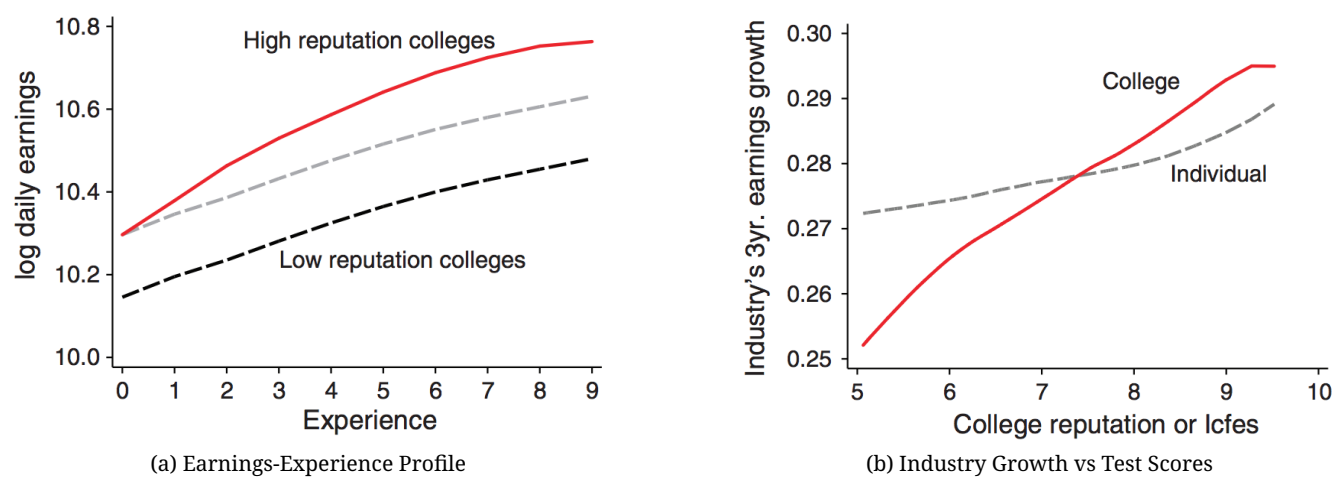 10.8
10.6
10.4
10.2
10.0
log daily earnings
High reputation colleges
Low reputation colleges
0 1 2 3 4 5 6 7 8 9
Experience
(a) Earnings-Experience Profile
0.30
0.29
0.28
0.27
0.26
0.25
Industry's 3yr. earnings growth
College
Individual
5 6 7 8 9 10
College reputation or Icfes
(b) Industry Growth vs Test Scores